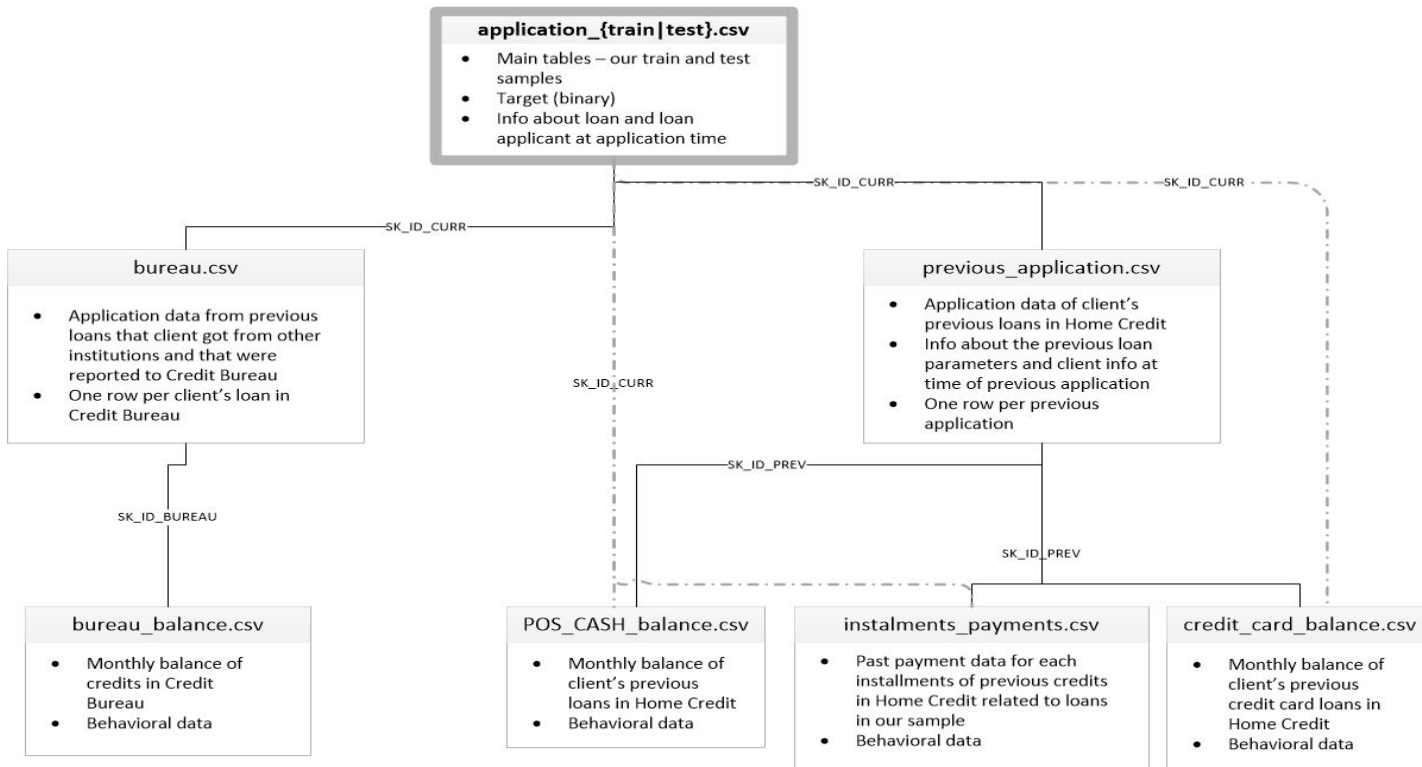 application_{train|test}.csv
• Main tables – our train and test
samples
• Target (binary)
• Info about loan and loan
applicant at application time
SK_ID_CURR
SK_ID_CURR
SK_ID_CURR
bureau.csv
• Application data from previous
loans that client got from other
institutions and that were
reported to Credit Bureau
• One row per client's loan in
Credit Bureau
previous_application.csv
• Application data of client's
previous loans in Home Credit
• Info about the previous loan
parameters and client info at
time of previous application
• One row per previous
application
SK_ID_CURR
SK_ID_PREV
SK_ID_BUREAU
SK_ID_PREV
bureau_balance.csv
• Monthly balance of
credits in Credit
Bureau
• Behavioral data
POS_CASH_balance.csv
• Monthly balance of
client's previous
loans in Home Credit
• Behavioral data
instalments_payments.csv
• Past payment data for each
installments of previous credits
in Home Credit related to loans
in our sample
• Behavioral data
credit_card_balance.csv
• Monthly balance of
client's previous
credit card loans in
Home Credit
• Behavioral data